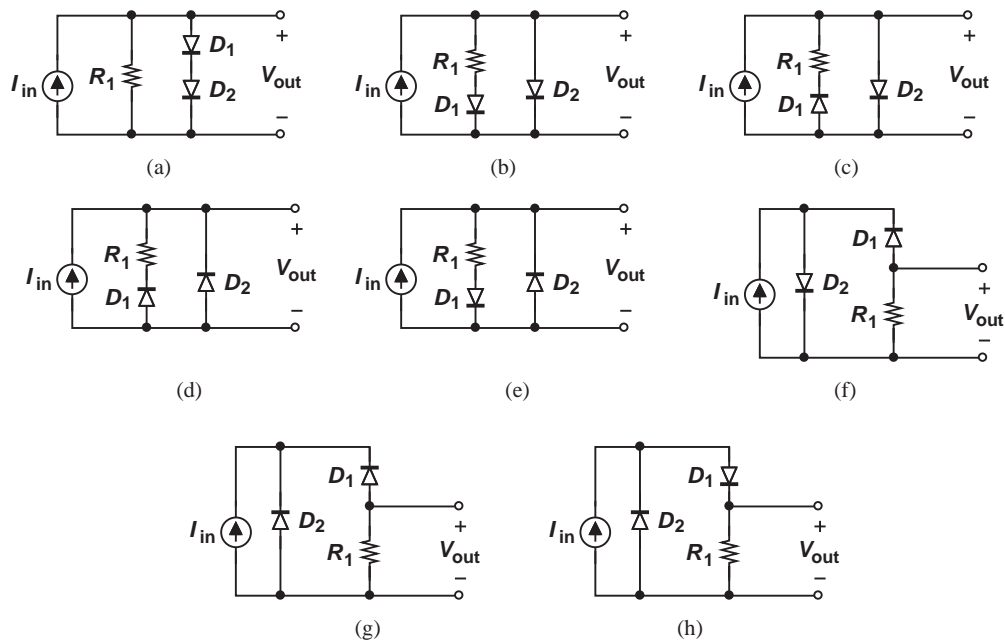 I in R1 D1 D2 + Vout −
(a)
I in R1 D1 D2 + Vout −
(b)
I in R1 D1 D2 + Vout −
(c)
I in R1 D1 D2 + Vout −
(d)
I in R1 D1 D2 + Vout −
(e)
I in D2 D1 R1 + Vout −
(f)
I in D2 D1 R1 + Vout −
(g)
I in D2 D1 R1 + Vout −
(h)